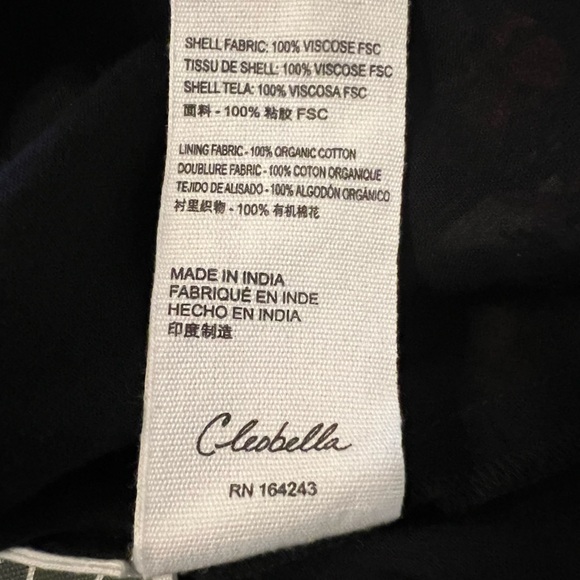 SHELL FABRIC: 100% VISCOSE FSC
TISSU DE SHELL: 100% VISCOSE FSC
SHELL TELA: 100% VISCOSA FSC
面料 - 100% 粘胶 FSC
LINING FABRIC - 100% ORGANIC COTTON
DOUBLURE FABRIC - 100% COTON ORGANIQUE
TEJIDO DE ALISADO - 100% ALGODÓN ORGÁNICO
衬里织物 - 100% 有机棉花
MADE IN INDIA
FABRIQUÉ EN INDE
HECHO EN INDIA
印度制造
Cleobella
RN 164243